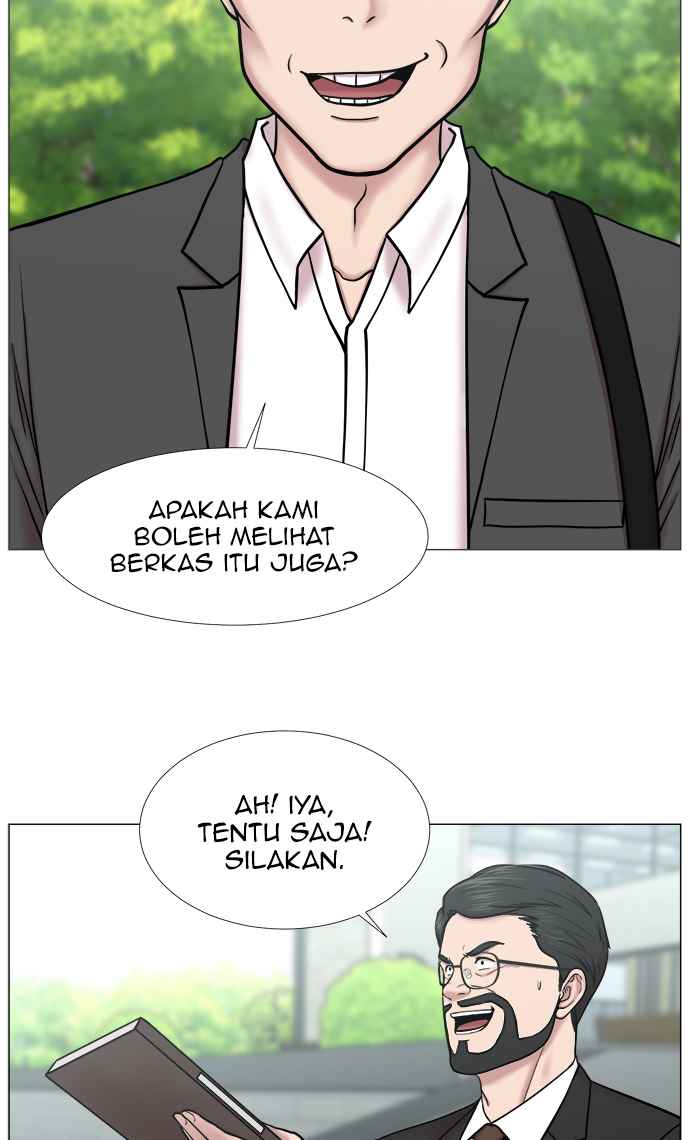 APAKAH KAMI
BOLEH MELIHAT
BERKAS ITU JUGA?
AH! IYA,
TENTU SAJA!
SILAKAN.